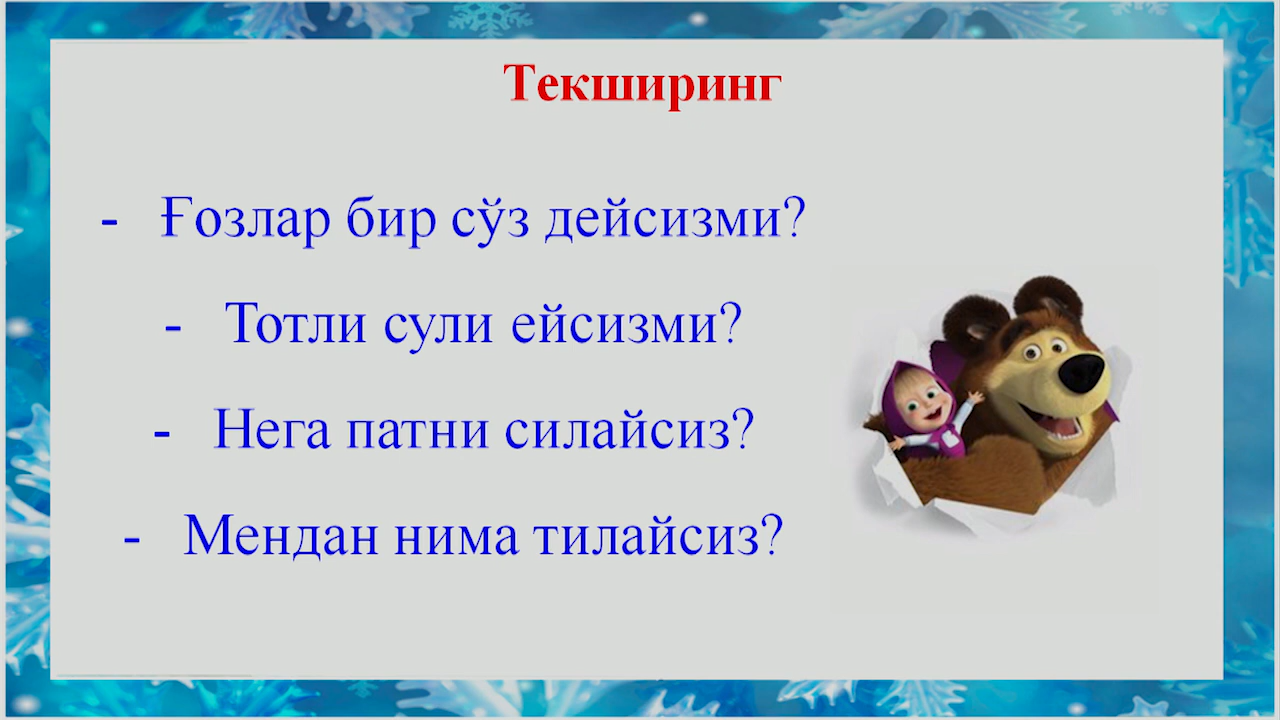 Текширинг
- Ғозлар бир сўз дейсизми?
- Тотли сули ейсизми?
- Нега патни силайсиз?
- Мендан нима тилайсиз?